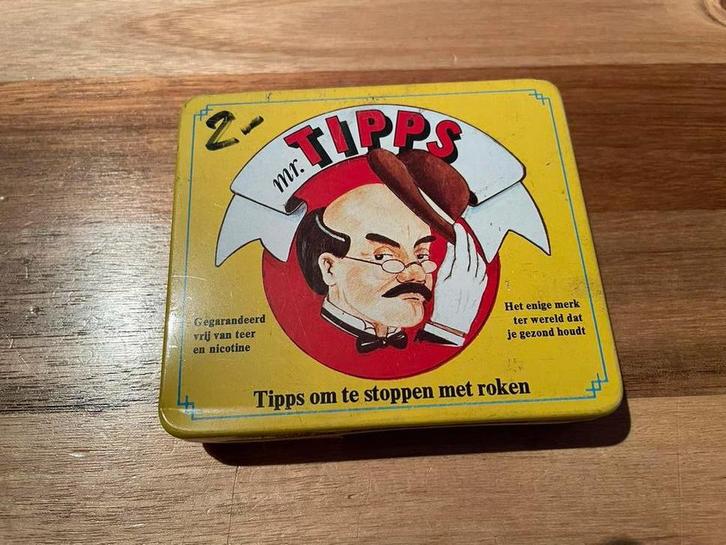 2-
mr. TIPPS
Gegarandeerd
vrij van teer
en nicotine
Het enige merk
ter wereld dat
je gezond houdt
Tipps om te stoppen met roken